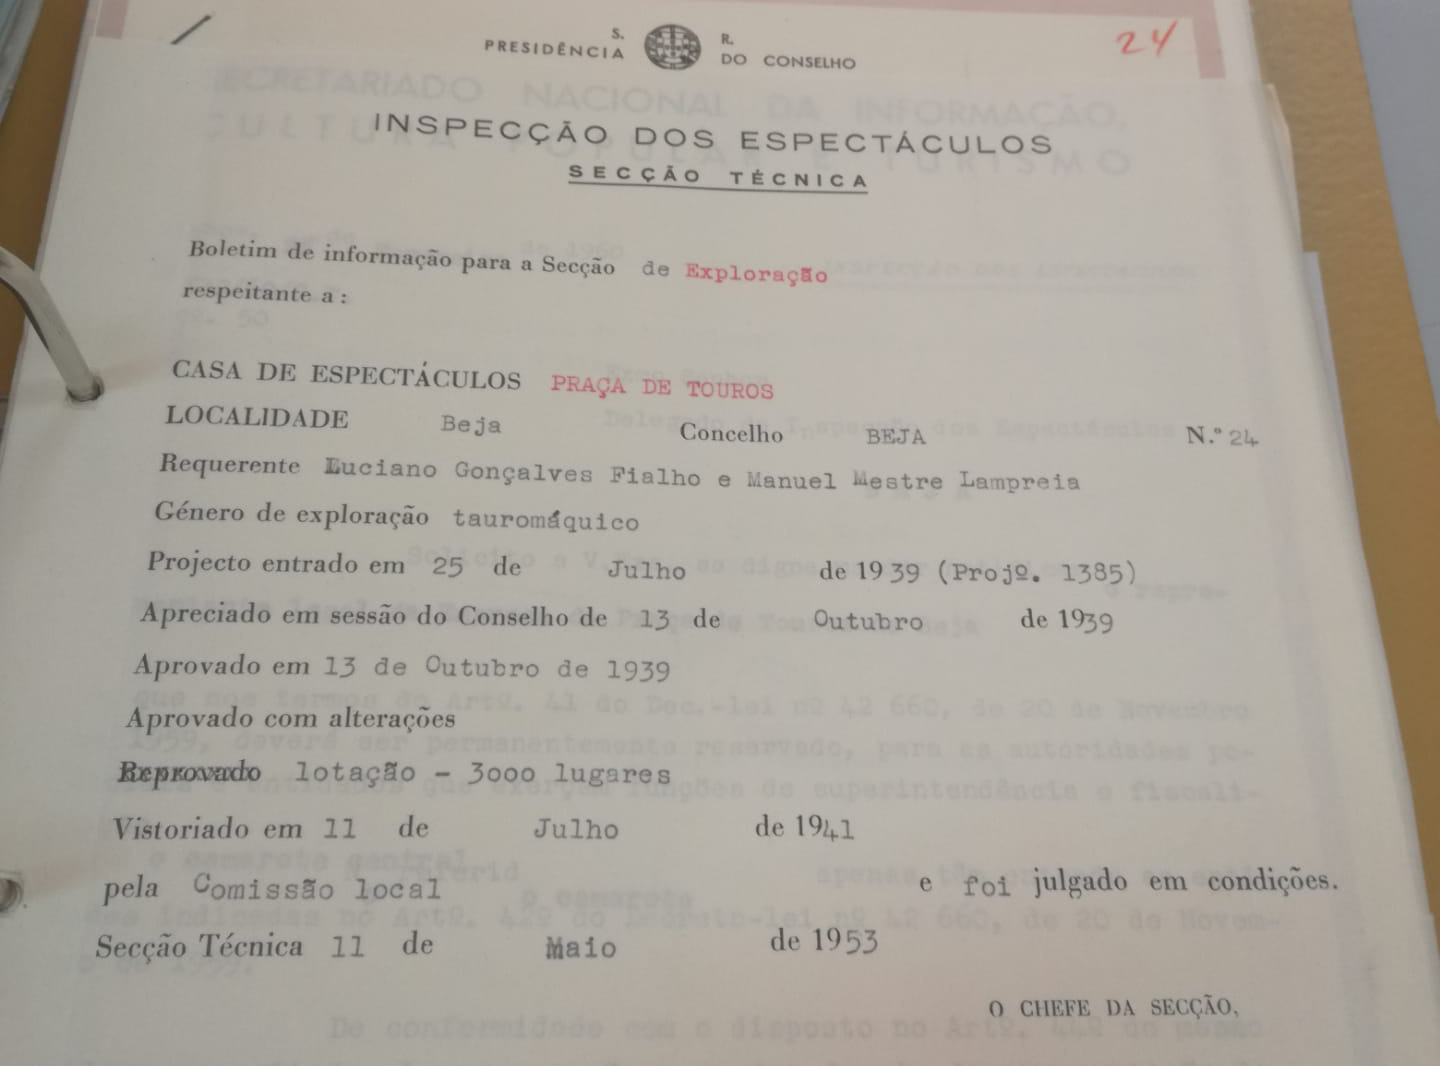 24
S. R.
PRESIDÊNCIA DO CONSELHO
INSPECÇÃO DOS ESPECTÁCULOS
SECÇÃO TÉCNICA
Boletim de informação para a Secção de Exploração
respeitante a :
CASA DE ESPECTÁCULOS PRAÇA DE TOUROS
LOCALIDADE Beja Concelho BEJA N.º 24
Requerente Luciano Gonçalves Fialho e Manuel Mestre Lampreia
Género de exploração tauromáquico
Projecto entrado em 25 de Julho de 1939 (Projº. 1385)
Apreciado em sessão do Conselho de 13 de Outubro de 1939
Aprovado em 13 de Outubro de 1939
Aprovado com alterações
Reprovado lotação - 3000 lugares
Vistoriado em 11 de Julho de 1941
pela Comissão local e foi julgado em condições.
Secção Técnica 11 de Maio de 1953
O CHEFE DA SECÇÃO,